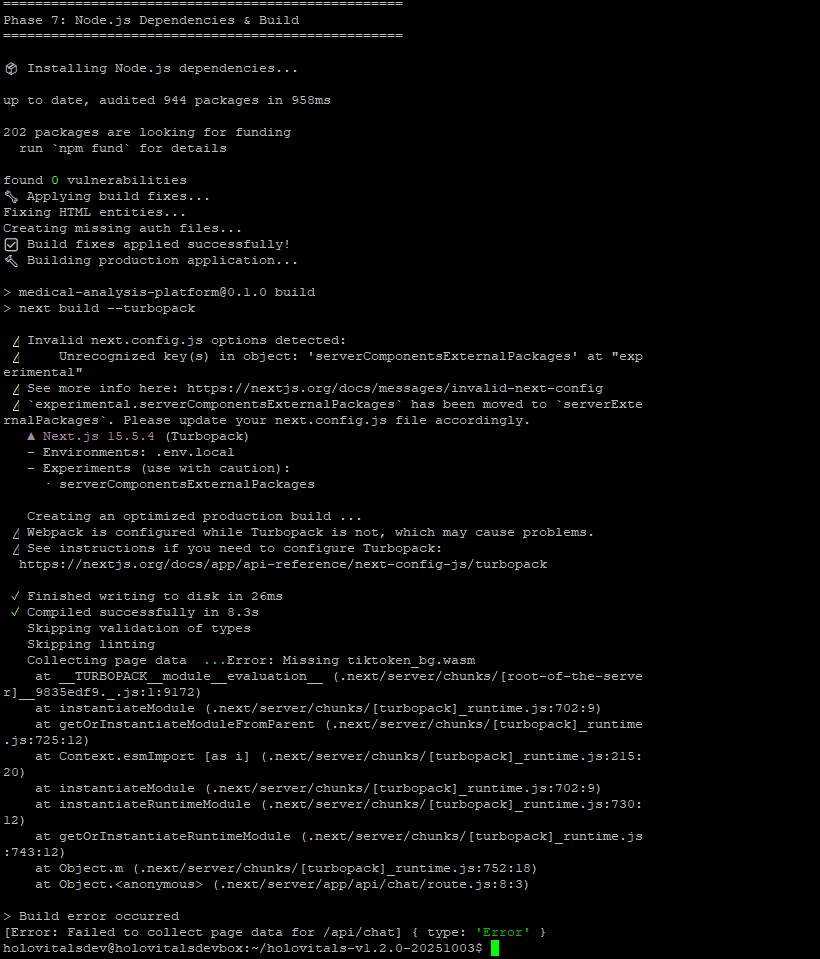 ==================================================
Phase 7: Node.js Dependencies & Build
==================================================
📦 Installing Node.js dependencies...
up to date, audited 944 packages in 958ms
202 packages are looking for funding
  run `npm fund` for details
found 0 vulnerabilities
🔧 Applying build fixes...
Fixing HTML entities...
Creating missing auth files...
☑ Build fixes applied successfully!
🔨 Building production application...
> medical-analysis-platform@0.1.0 build
> next build --turbopack
 ⚠ Invalid next.config.js options detected:
 ⚠     Unrecognized key(s) in object: 'serverComponentsExternalPackages' at "exp
erimental"
 ⚠ See more info here: https://nextjs.org/docs/messages/invalid-next-config
 ⚠ `experimental.serverComponentsExternalPackages` has been moved to `serverExte
rnalPackages`. Please update your next.config.js file accordingly.
   ▲ Next.js 15.5.4 (Turbopack)
   - Environments: .env.local
   - Experiments (use with caution):
     · serverComponentsExternalPackages
   Creating an optimized production build ...
 ⚠ Webpack is configured while Turbopack is not, which may cause problems.
 ⚠ See instructions if you need to configure Turbopack:
  https://nextjs.org/docs/app/api-reference/next-config-js/turbopack
 ✓ Finished writing to disk in 26ms
 ✓ Compiled successfully in 8.3s
   Skipping validation of types
   Skipping linting
   Collecting page data  ...Error: Missing tiktoken_bg.wasm
    at __TURBOPACK__module__evaluation__ (.next/server/chunks/[root-of-the-serve
r]__9835edf9._.js:1:9172)
    at instantiateModule (.next/server/chunks/[turbopack]_runtime.js:702:9)
    at getOrInstantiateModuleFromParent (.next/server/chunks/[turbopack]_runtime
.js:725:12)
    at Context.esmImport [as i] (.next/server/chunks/[turbopack]_runtime.js:215:
20)
    at instantiateModule (.next/server/chunks/[turbopack]_runtime.js:702:9)
    at instantiateRuntimeModule (.next/server/chunks/[turbopack]_runtime.js:730:
12)
    at getOrInstantiateRuntimeModule (.next/server/chunks/[turbopack]_runtime.js
:743:12)
    at Object.m (.next/server/chunks/[turbopack]_runtime.js:752:18)
    at Object.<anonymous> (.next/server/app/api/chat/route.js:8:3)
> Build error occurred
[Error: Failed to collect page data for /api/chat] { type: 'Error' }
holovitalsdev@holovitalsdevbox:~/holovitals-v1.2.0-20251003$